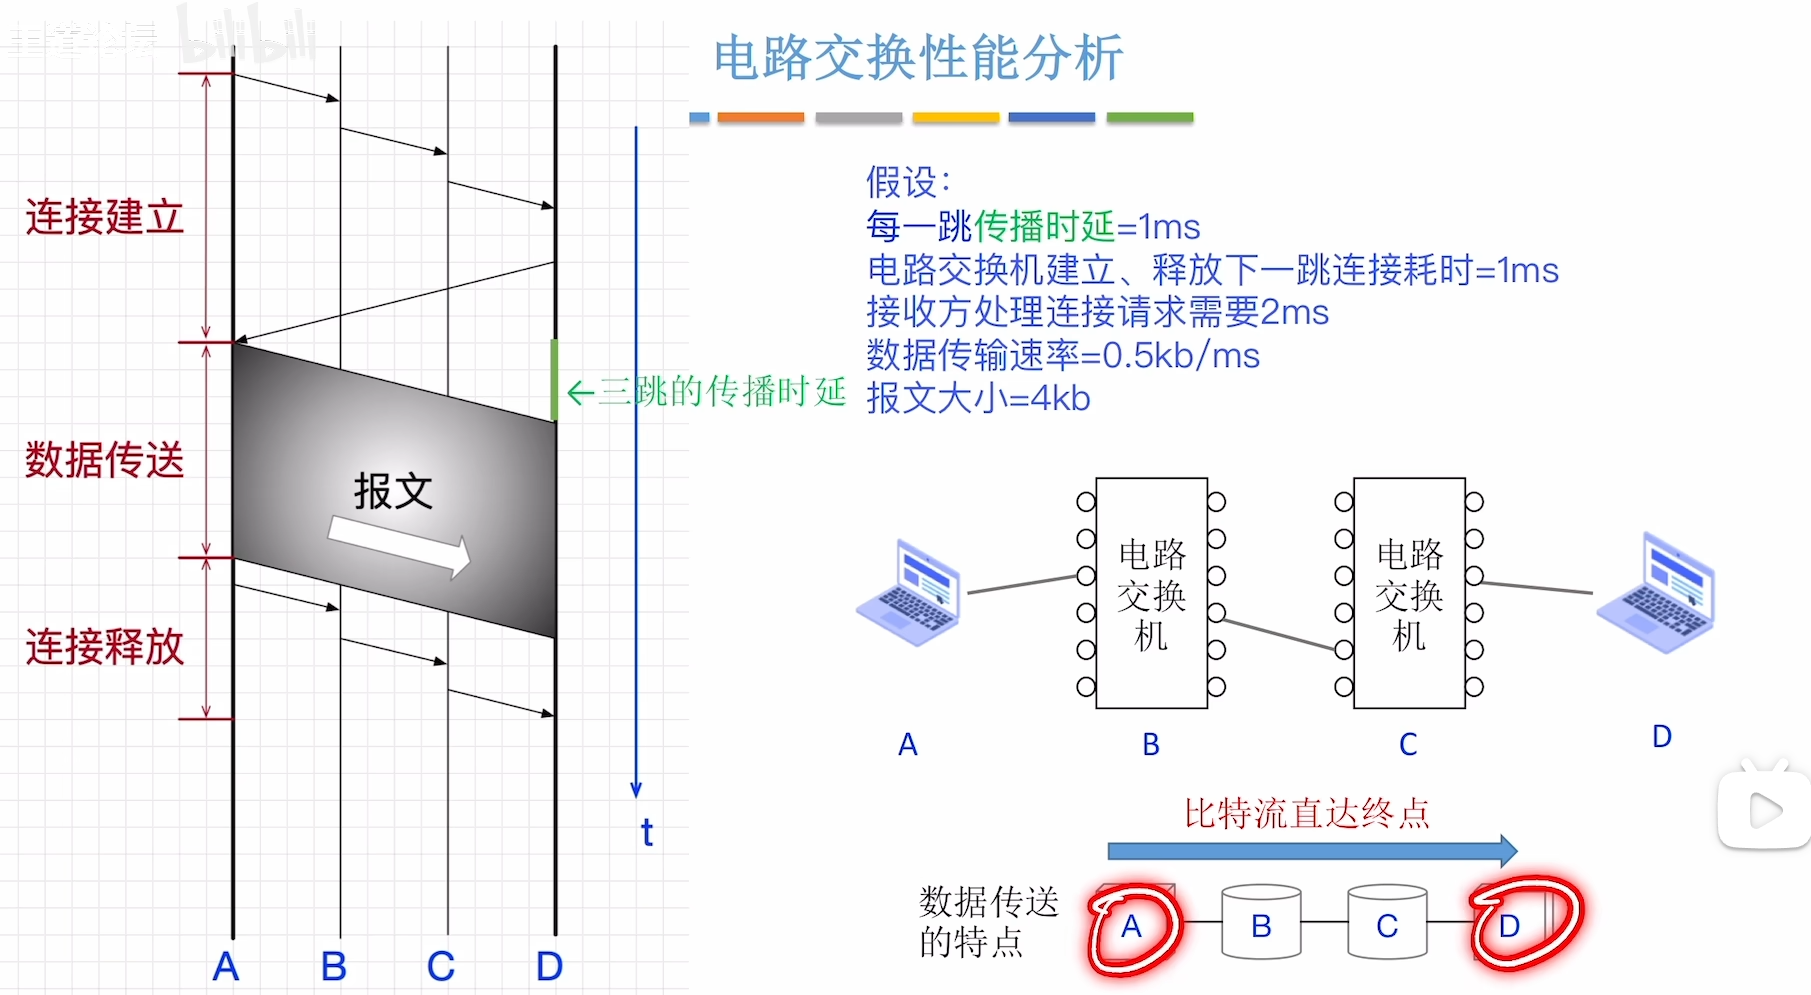 bilibili
电路交换性能分析
连接建立
数据传送
连接释放
报文
←三跳的传播时延
t
A
B
C
D
假设：
每一跳传播时延=1ms
电路交换机建立、释放下一跳连接耗时=1ms
接收方处理连接请求需要2ms
数据传输速率=0.5kb/ms
报文大小=4kb
电路
交换
机
电路
交换
机
A
B
C
D
比特流直达终点
数据传送
的特点
A
B
C
D